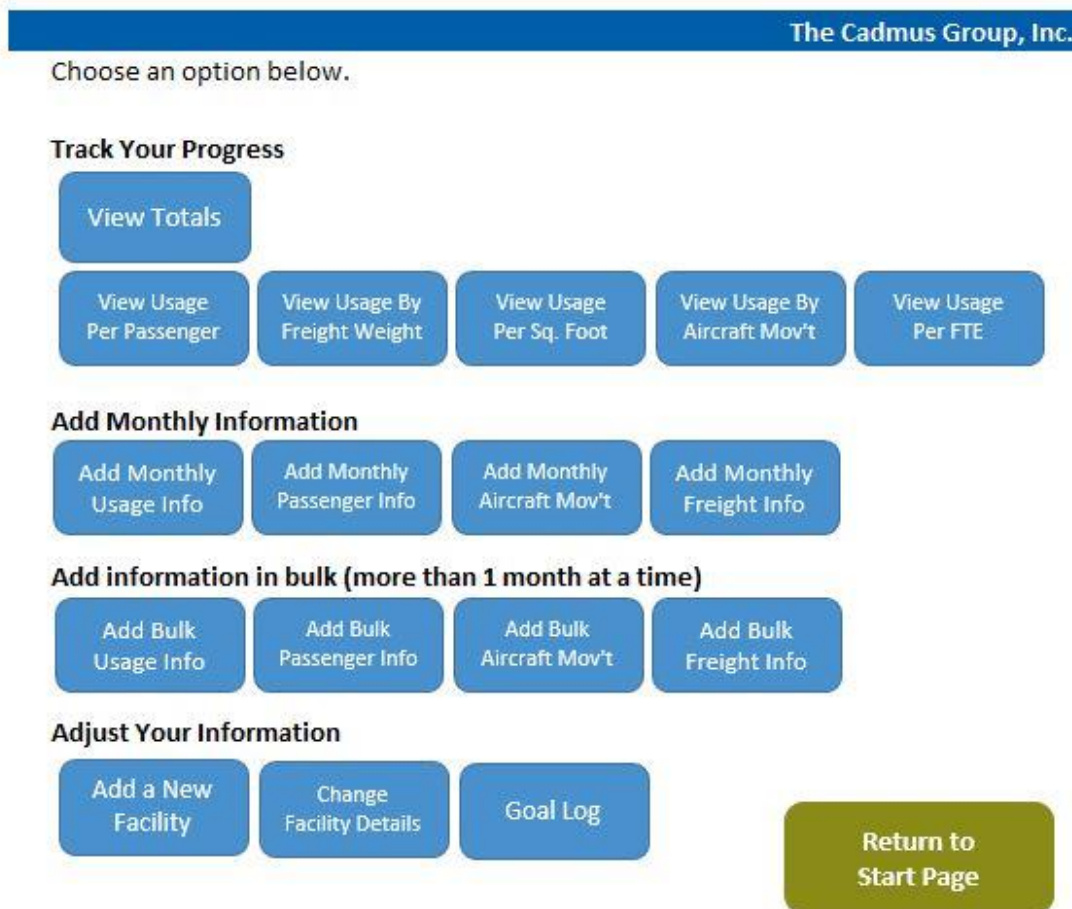 The Cadmus Group, Inc.
Choose an option below.
Track Your Progress
View Totals
View Usage
Per Passenger
View Usage By
Freight Weight
View Usage
Per Sq. Foot
View Usage By
Aircraft Mov't
View Usage
Per FTE
Add Monthly Information
Add Monthly
Usage Info
Add Monthly
Passenger Info
Add Monthly
Aircraft Mov't
Add Monthly
Freight Info
Add information in bulk (more than 1 month at a time)
Add Bulk
Usage Info
Add Bulk
Passenger Info
Add Bulk
Aircraft Mov't
Add Bulk
Freight Info
Adjust Your Information
Add a New
Facility
Change
Facility Details
Goal Log
Return to
Start Page